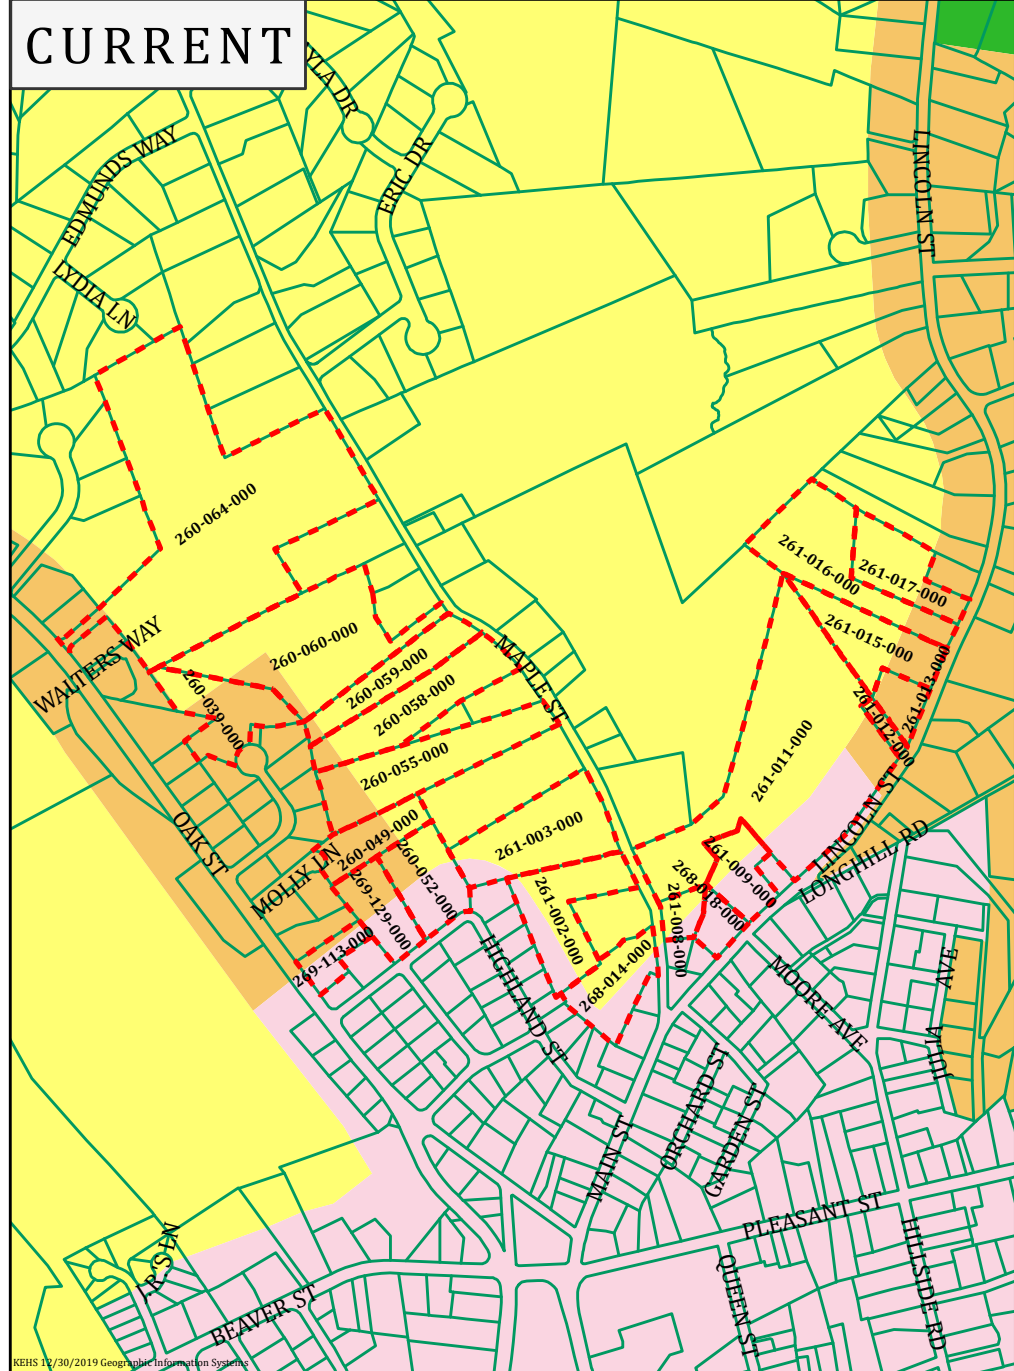 CURRENT
YLA DR
EDMUNDS WAY
ERIC DR
LINCOLN ST
LYDIA LN
260-064-000
261-016-000
261-017-000
WALTERS WAY
260-060-000
261-015-000
260-059-000
MAPLE ST
260-039-000
260-058-000
261-013-000
261-012-000
260-055-000
261-011-000
OAK ST
260-049-000
261-003-000
LINCOLN ST
LONGHILL RD
MOLLY LN
260-052-000
261-009-000
268-018-000
269-129-000
261-002-000
261-008-000
269-113-000
268-014-000
HIGHLAND ST
MOORE AVE
JULIA AVE
ORCHARD ST
GARDEN ST
MAIN ST
PLEASANT ST
J.R.'S LN
BEAVER ST
QUEEN ST
HILLSIDE RD
KEHS 12/30/2019 Geographic Information Systems